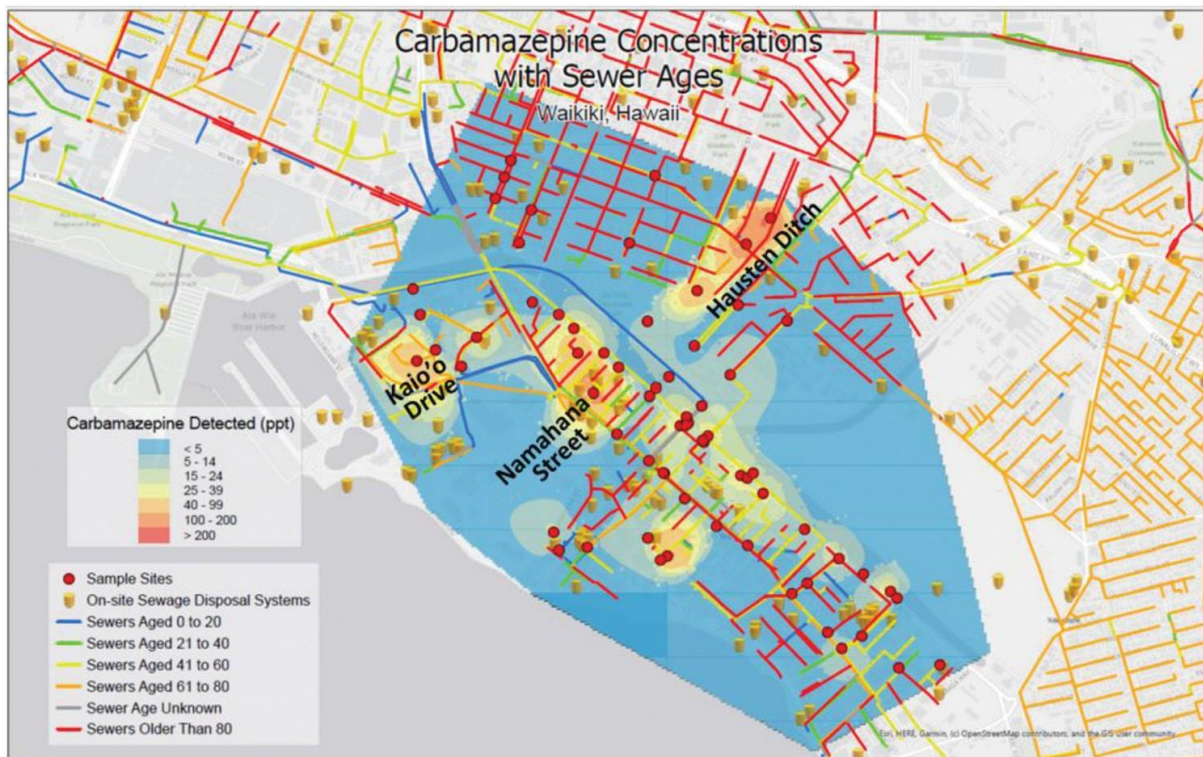 Carbamazepine Concentrations
with Sewer Ages
Waikiki, Hawaii
Hausten Ditch
Kaio'o
Drive
Namahana
Street
Carbamazepine Detected (ppt)
< 5
5 - 14
15 - 24
25 - 39
40 - 99
100 - 200
> 200
Sample Sites
On-site Sewage Disposal Systems
Sewers Aged 0 to 20
Sewers Aged 21 to 40
Sewers Aged 41 to 60
Sewers Aged 61 to 80
Sewer Age Unknown
Sewers Older Than 80
Esri, HERE, Garmin, (c) OpenStreetMap contributors, and the GIS user community